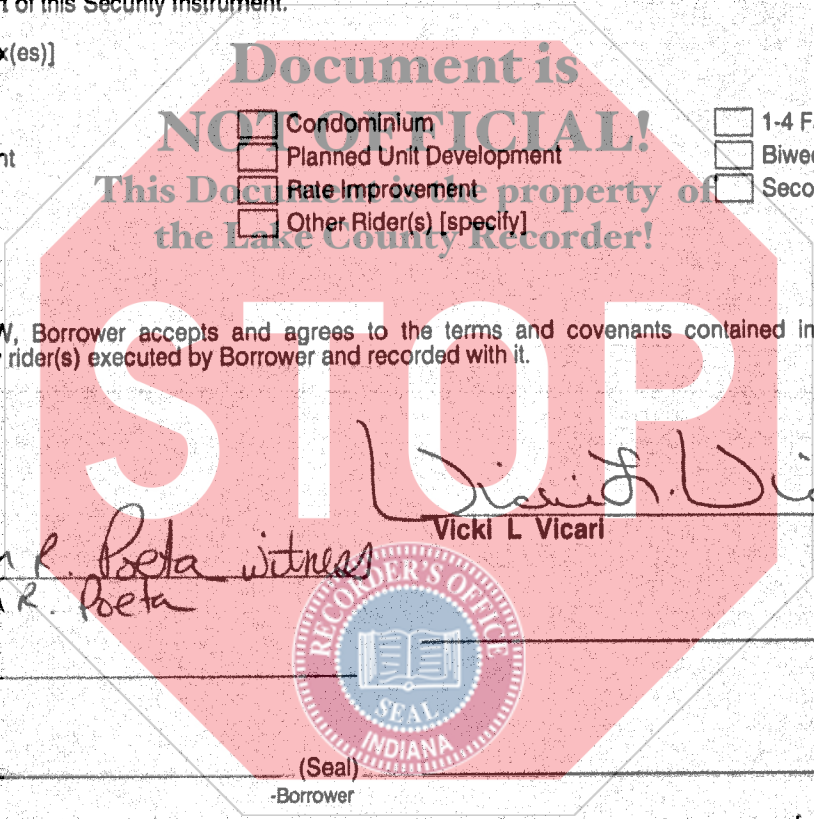 t of this Security Instrument.
x(es)]
Document is
NOT OFFICIAL!
This Document is the property of
the Lake County Recorder!
Condominium
1-4 F
nt
Planned Unit Development
Biwee
Rate Improvement
Seco
Other Rider(s) [specify]
W, Borrower accepts and agrees to the terms and covenants contained in
rider(s) executed by Borrower and recorded with it.
STOP
Vicki L. Vic
Vicki L Vicari
R. Poeta witness
R. Poeta
RECORDER'S OFFICE
SEAL
INDIANA
(Seal)
-Borrower